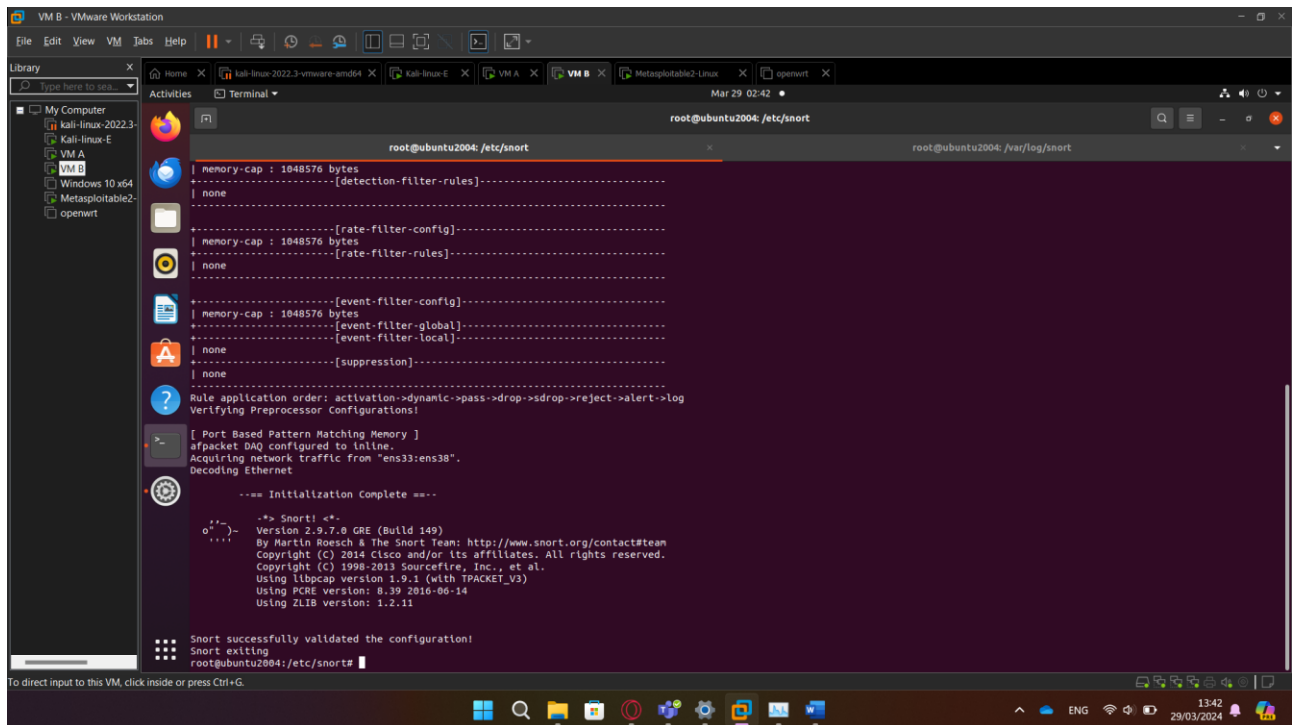 VM B - VMware Workstation
File Edit View VM Tabs Help
Library
Type here to sea...
My Computer
kali-linux-2022.3-
Kali-linux-E
VM A
VM B
Windows 10 x64
Metasploitable2-
openwrt
Home
kali-linux-2022.3-vmware-amd64
Kali-linux-E
VM A
VM B
Metasploitable2-Linux
openwrt
Activities
Terminal
Mar 29 02:42
root@ubuntu2004: /etc/snort
root@ubuntu2004: /etc/snort
root@ubuntu2004: /var/log/snort
| memory-cap : 1048576 bytes
+-----------------------[detection-filter-rules]-------------------------------
| none
-------------------------------------------------------------------------------
+-----------------------[rate-filter-config]-----------------------------------
| memory-cap : 1048576 bytes
+-----------------------[rate-filter-rules]------------------------------------
| none
-------------------------------------------------------------------------------
+-----------------------[event-filter-config]----------------------------------
| memory-cap : 1048576 bytes
+-----------------------[event-filter-global]----------------------------------
+-----------------------[event-filter-local]-----------------------------------
| none
+-----------------------[suppression]------------------------------------------
| none
-------------------------------------------------------------------------------
Rule application order: activation->dynamic->pass->drop->sdrop->reject->alert->log
Verifying Preprocessor Configurations!
[ Port Based Pattern Matching Memory ]
afpacket DAQ configured to inline.
Acquiring network traffic from "ens33:ens38".
Decoding Ethernet
--== Initialization Complete ==--
,,_ -*> Snort! <*-
o" )~ Version 2.9.7.0 GRE (Build 149)
'''' By Martin Roesch & The Snort Team: http://www.snort.org/contact#team
Copyright (C) 2014 Cisco and/or its affiliates. All rights reserved.
Copyright (C) 1998-2013 Sourcefire, Inc., et al.
Using libpcap version 1.9.1 (with TPACKET_V3)
Using PCRE version: 8.39 2016-06-14
Using ZLIB version: 1.2.11
Snort successfully validated the configuration!
Snort exiting
root@ubuntu2004:/etc/snort#
To direct input to this VM, click inside or press Ctrl+G.
ENG
13:42
29/03/2024